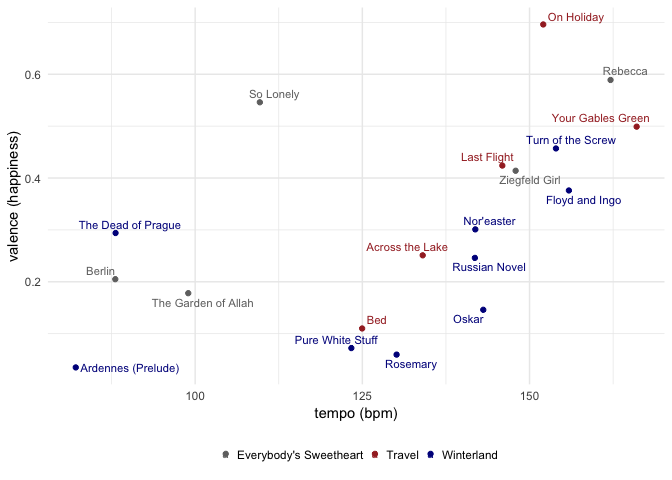 On Holiday
Rebecca
0.6
So Lonely
Your Gables Green
Turn of the Screw
Last Flight
Ziegfeld Girl
0.4
Floyd and Ingo
valence (happiness)
The Dead of Prague
Nor'easter
Across the Lake
Berlin
Russian Novel
0.2
The Garden of Allah
Bed
Oskar
Pure White Stuff
Rosemary
Ardennes (Prelude)
100 125 150
tempo (bpm)
Everybody's Sweetheart Travel Winterland